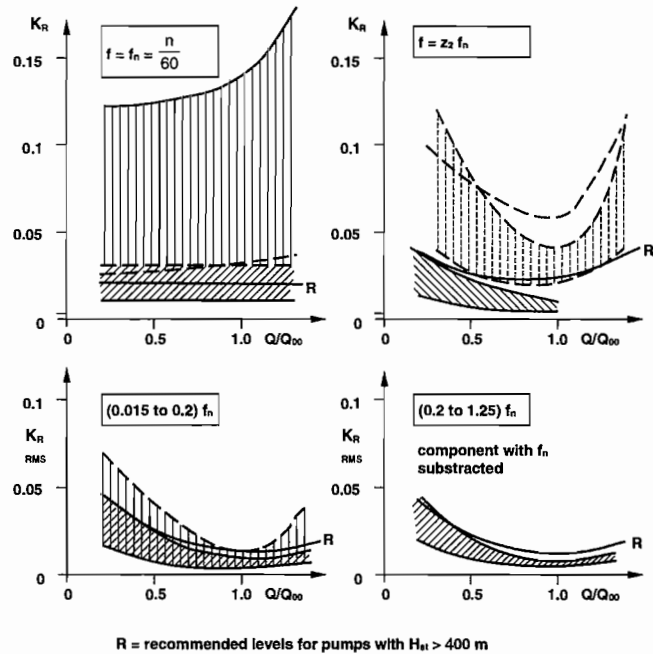 K_R
f = f_n = n/60
0.15
0.1
0.05
0
R
0
0.5
1.0
Q/Q_00
K_R
f = z_2 f_n
0.15
0.1
0.05
0
R
0
0.5
1.0
Q/Q_00
0.1
(0.015 to 0.2) f_n
K_R
RMS
0.05
0
R
0
0.5
1.0
Q/Q_00
0.1
(0.2 to 1.25) f_n
K_R
RMS
component with f_n
substracted
0.05
0
R
0
0.5
1.0
Q/Q_00
R = recommended levels for pumps with H_st > 400 m